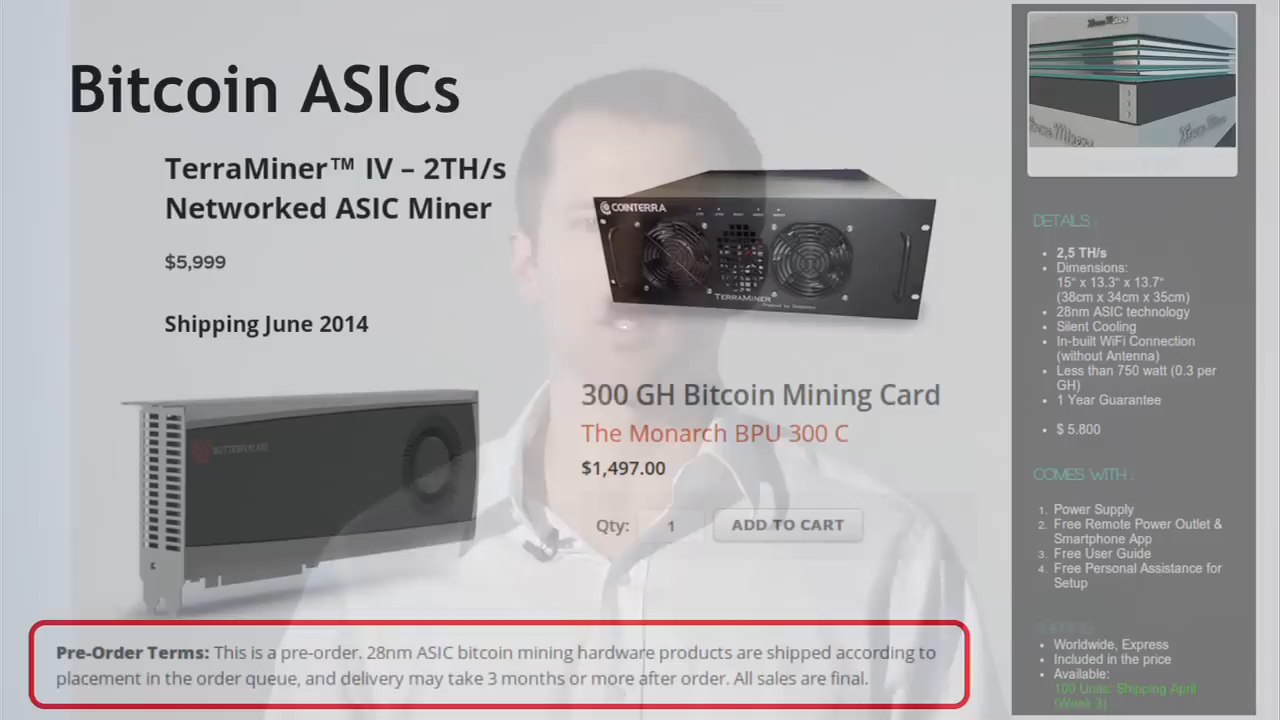 Bitcoin ASICs
TerraMiner™ IV – 2TH/s
Networked ASIC Miner
$5,999
Shipping June 2014
COINTERRA
TERRAMINER
BUTTERFLYLABS
300 GH Bitcoin Mining Card
The Monarch BPU 300 C
$1,497.00
Qty: 1 ADD TO CART
Pre-Order Terms: This is a pre-order. 28nm ASIC bitcoin mining hardware products are shipped according to
placement in the order queue, and delivery may take 3 months or more after order. All sales are final.
DETAILS :
• 2,5 TH/s
• Dimensions:
15“ x 13.3“ x 13.7“
(38cm x 34cm x 35cm)
• 28nm ASIC technology
• Silent Cooling
• In-built WiFi Connection
(without Antenna)
• Less than 750 watt (0.3 per
GH)
• 1 Year Guarantee
• $ 5.800
COMES WITH :
1. Power Supply
2. Free Remote Power Outlet &
Smartphone App
3. Free User Guide
4. Free Personal Assistance for
Setup
• Worldwide, Express
• Included in the price
• Available:
100 Units: Shipping April
(Week 3)